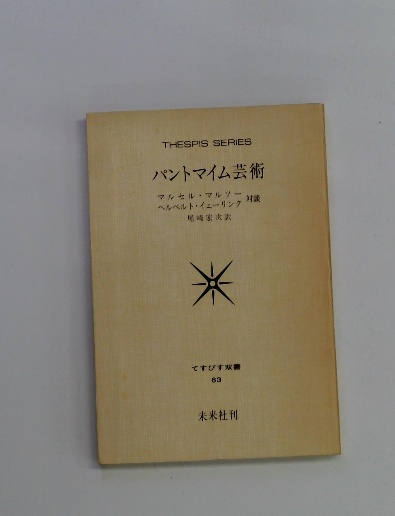 THESPIS SERIES
パントマイム芸術
マルセル・マルソー
ヘルベルト・イェーリング 対談
尾崎宏次訳
てすぴす双書
63
未来社刊